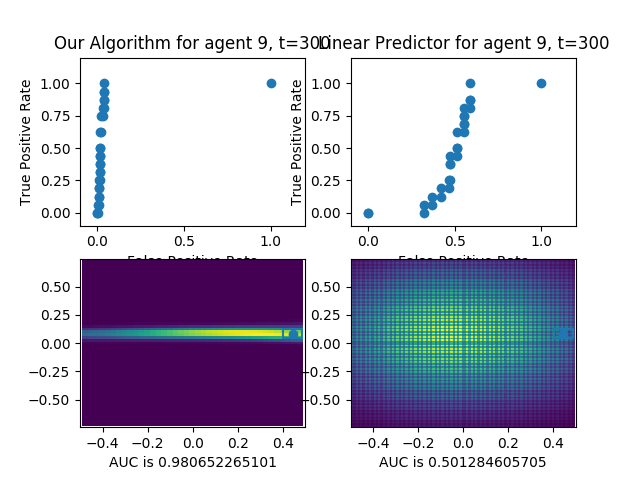 Our Algorithm for agent 9, t=300
Linear Predictor for agent 9, t=300
True Positive Rate
1.00
0.75
0.50
0.25
0.00
0.0 0.5 1.0
False Positive Rate
True Positive Rate
1.00
0.75
0.50
0.25
0.00
0.0 0.5 1.0
False Positive Rate
0.50
0.25
0.00
−0.25
−0.50
−0.4 −0.2 0.0 0.2 0.4
AUC is 0.980652265101
0.50
0.25
0.00
−0.25
−0.50
−0.4 −0.2 0.0 0.2 0.4
AUC is 0.501284605705